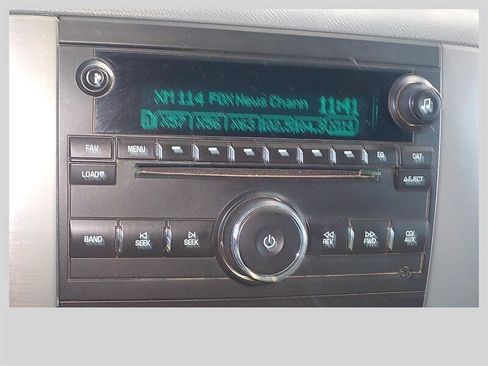 XM 114 FOX News Chann 11:41
FAV MENU EQ CAT
LOAD EJECT
BAND SEEK SEEK REV FWD CD/AUX